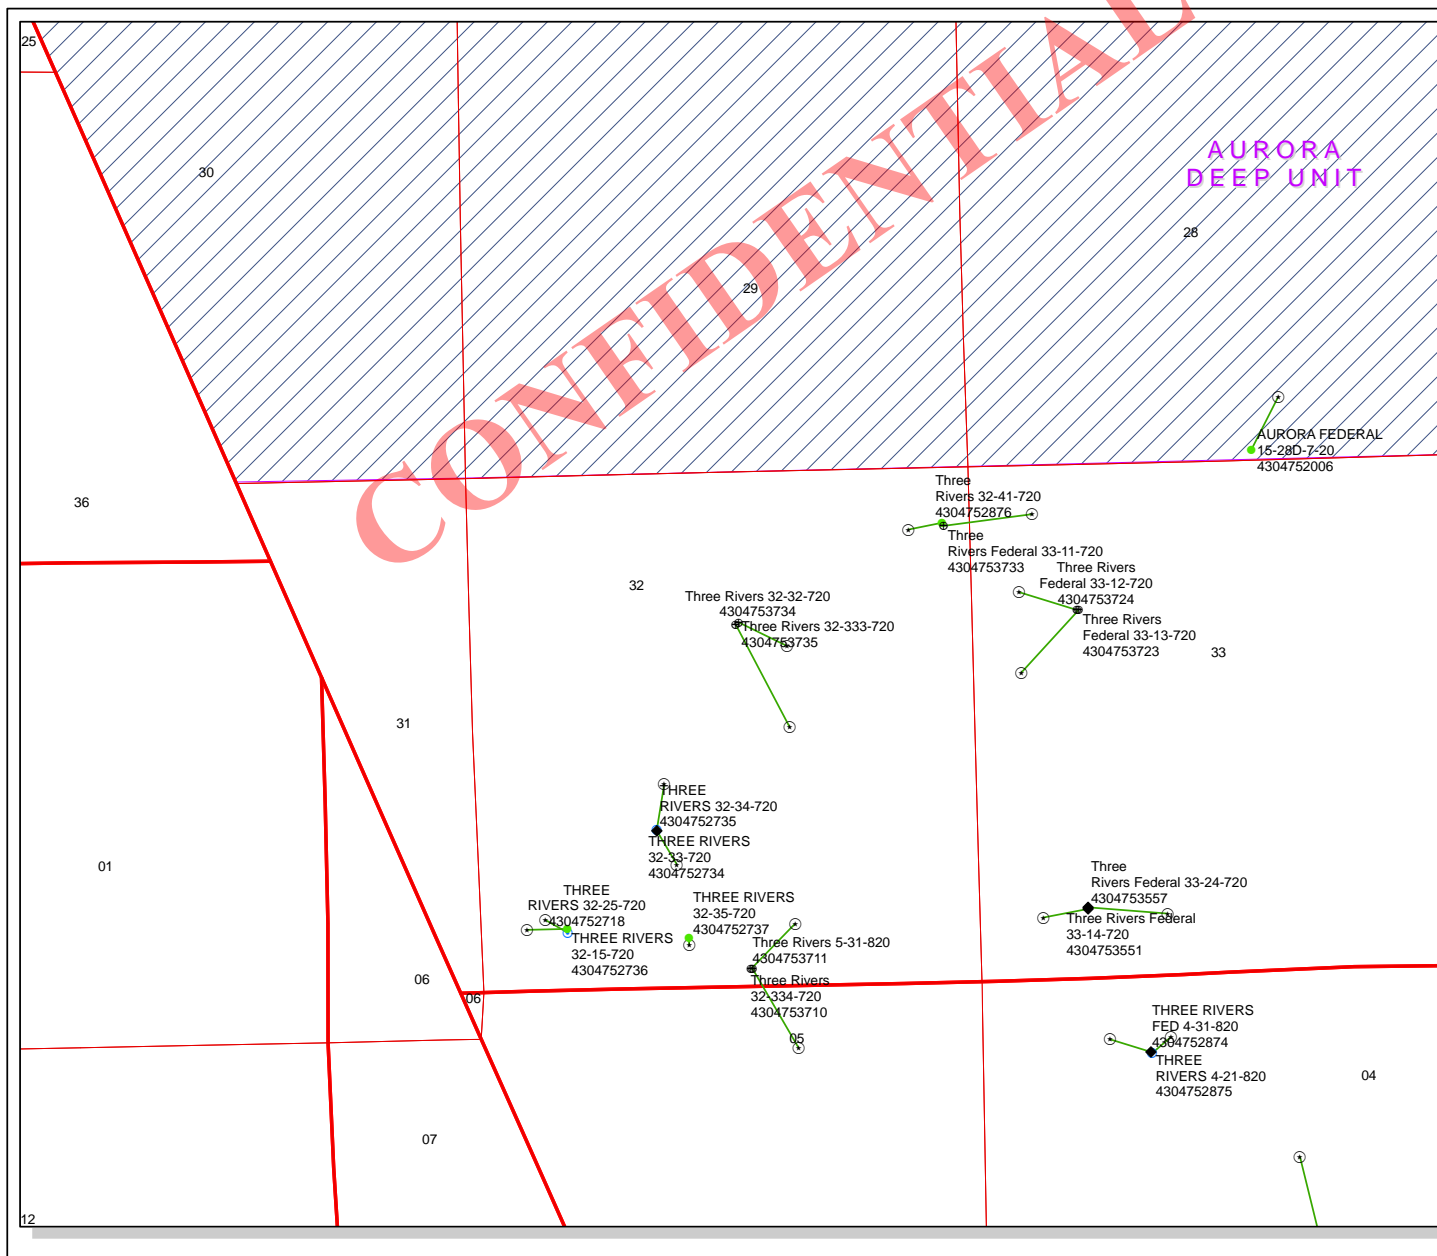 25
30
CONFIDENTIAL
AURORA
DEEP UNIT
28
29
AURORA FEDERAL
15-28D-7-20
4304752006
36
Three
Rivers 32-41-720
4304752876
Three
Rivers Federal 33-11-720
4304753733
32
Three Rivers
Federal 33-12-720
4304753724
Three Rivers 32-32-720
4304753734
Three Rivers 32-333-720
4304753735
Three Rivers
Federal 33-13-720
4304753723
33
31
THREE
RIVERS 32-34-720
4304752735
THREE RIVERS
32-33-720
4304752734
01
THREE
RIVERS 32-25-720
4304752718
THREE RIVERS
32-15-720
4304752736
THREE RIVERS
32-35-720
4304752737
Three Rivers 5-31-820
4304753711
Three Rivers
32-334-720
4304753710
Three
Rivers Federal 33-24-720
4304753557
Three Rivers Federal
33-14-720
4304753551
06
06
05
THREE RIVERS
FED 4-31-820
4304752874
THREE
RIVERS 4-21-820
4304752875
04
07
12